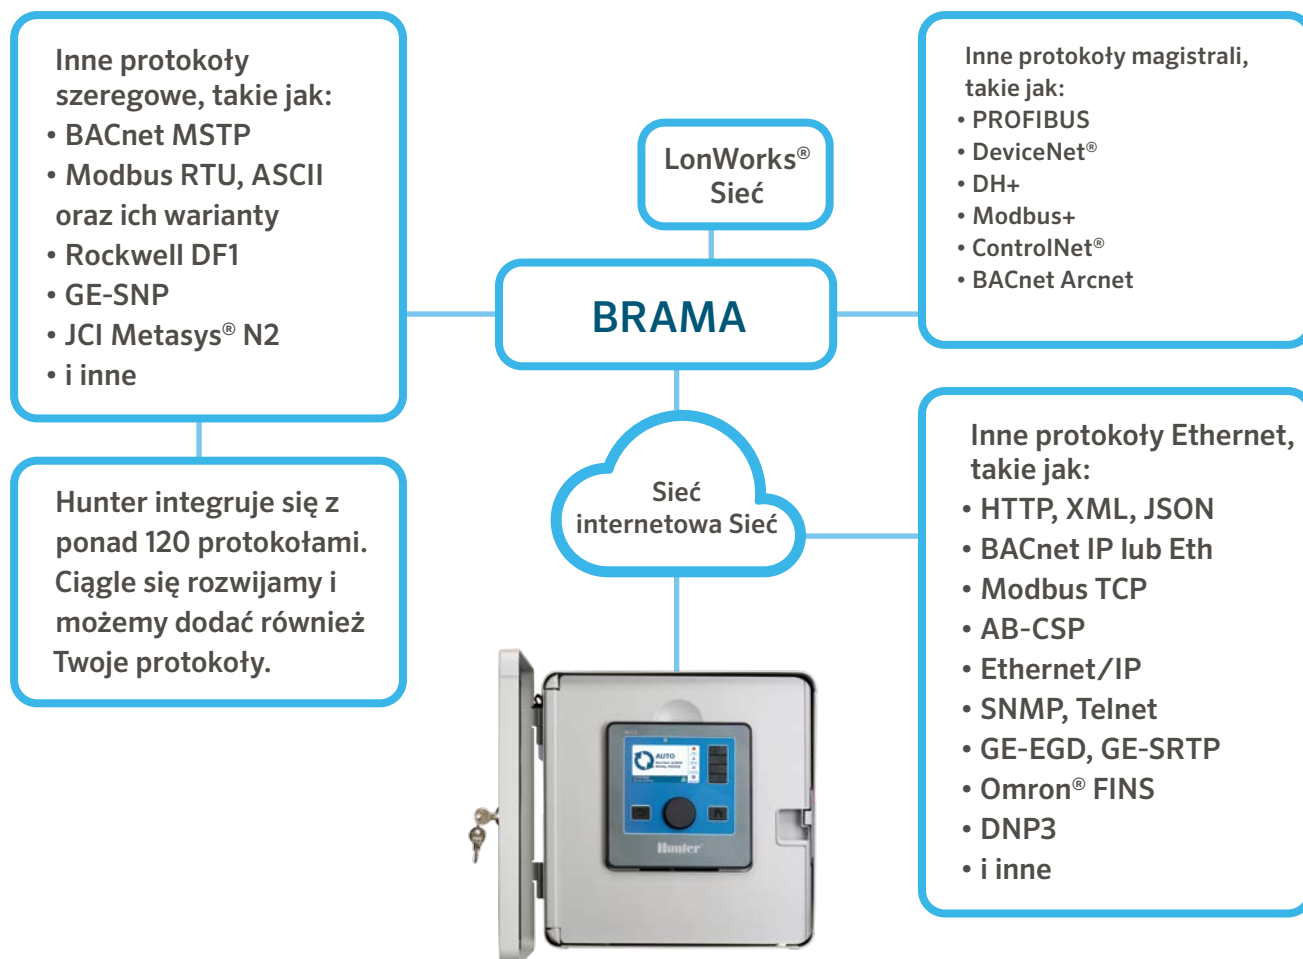 Inne protokoły
szeregowe, takie jak:
• BACnet MSTP
• Modbus RTU, ASCII
oraz ich warianty
• Rockwell DF1
• GE-SNP
• JCI Metasys® N2
• i inne
Hunter integruje się z
ponad 120 protokołami.
Ciągle się rozwijamy i
możemy dodać również
Twoje protokoły.
LonWorks®
Sieć
BRAMA
Sieć
internetowa Sieć
Inne protokoły magistrali,
takie jak:
• PROFIBUS
• DeviceNet®
• DH+
• Modbus+
• ControlNet®
• BACnet Arcnet
Inne protokoły Ethernet,
takie jak:
• HTTP, XML, JSON
• BACnet IP lub Eth
• Modbus TCP
• AB-CSP
• Ethernet/IP
• SNMP, Telnet
• GE-EGD, GE-SRTP
• Omron® FINS
• DNP3
• i inne
AUTO
Hunter